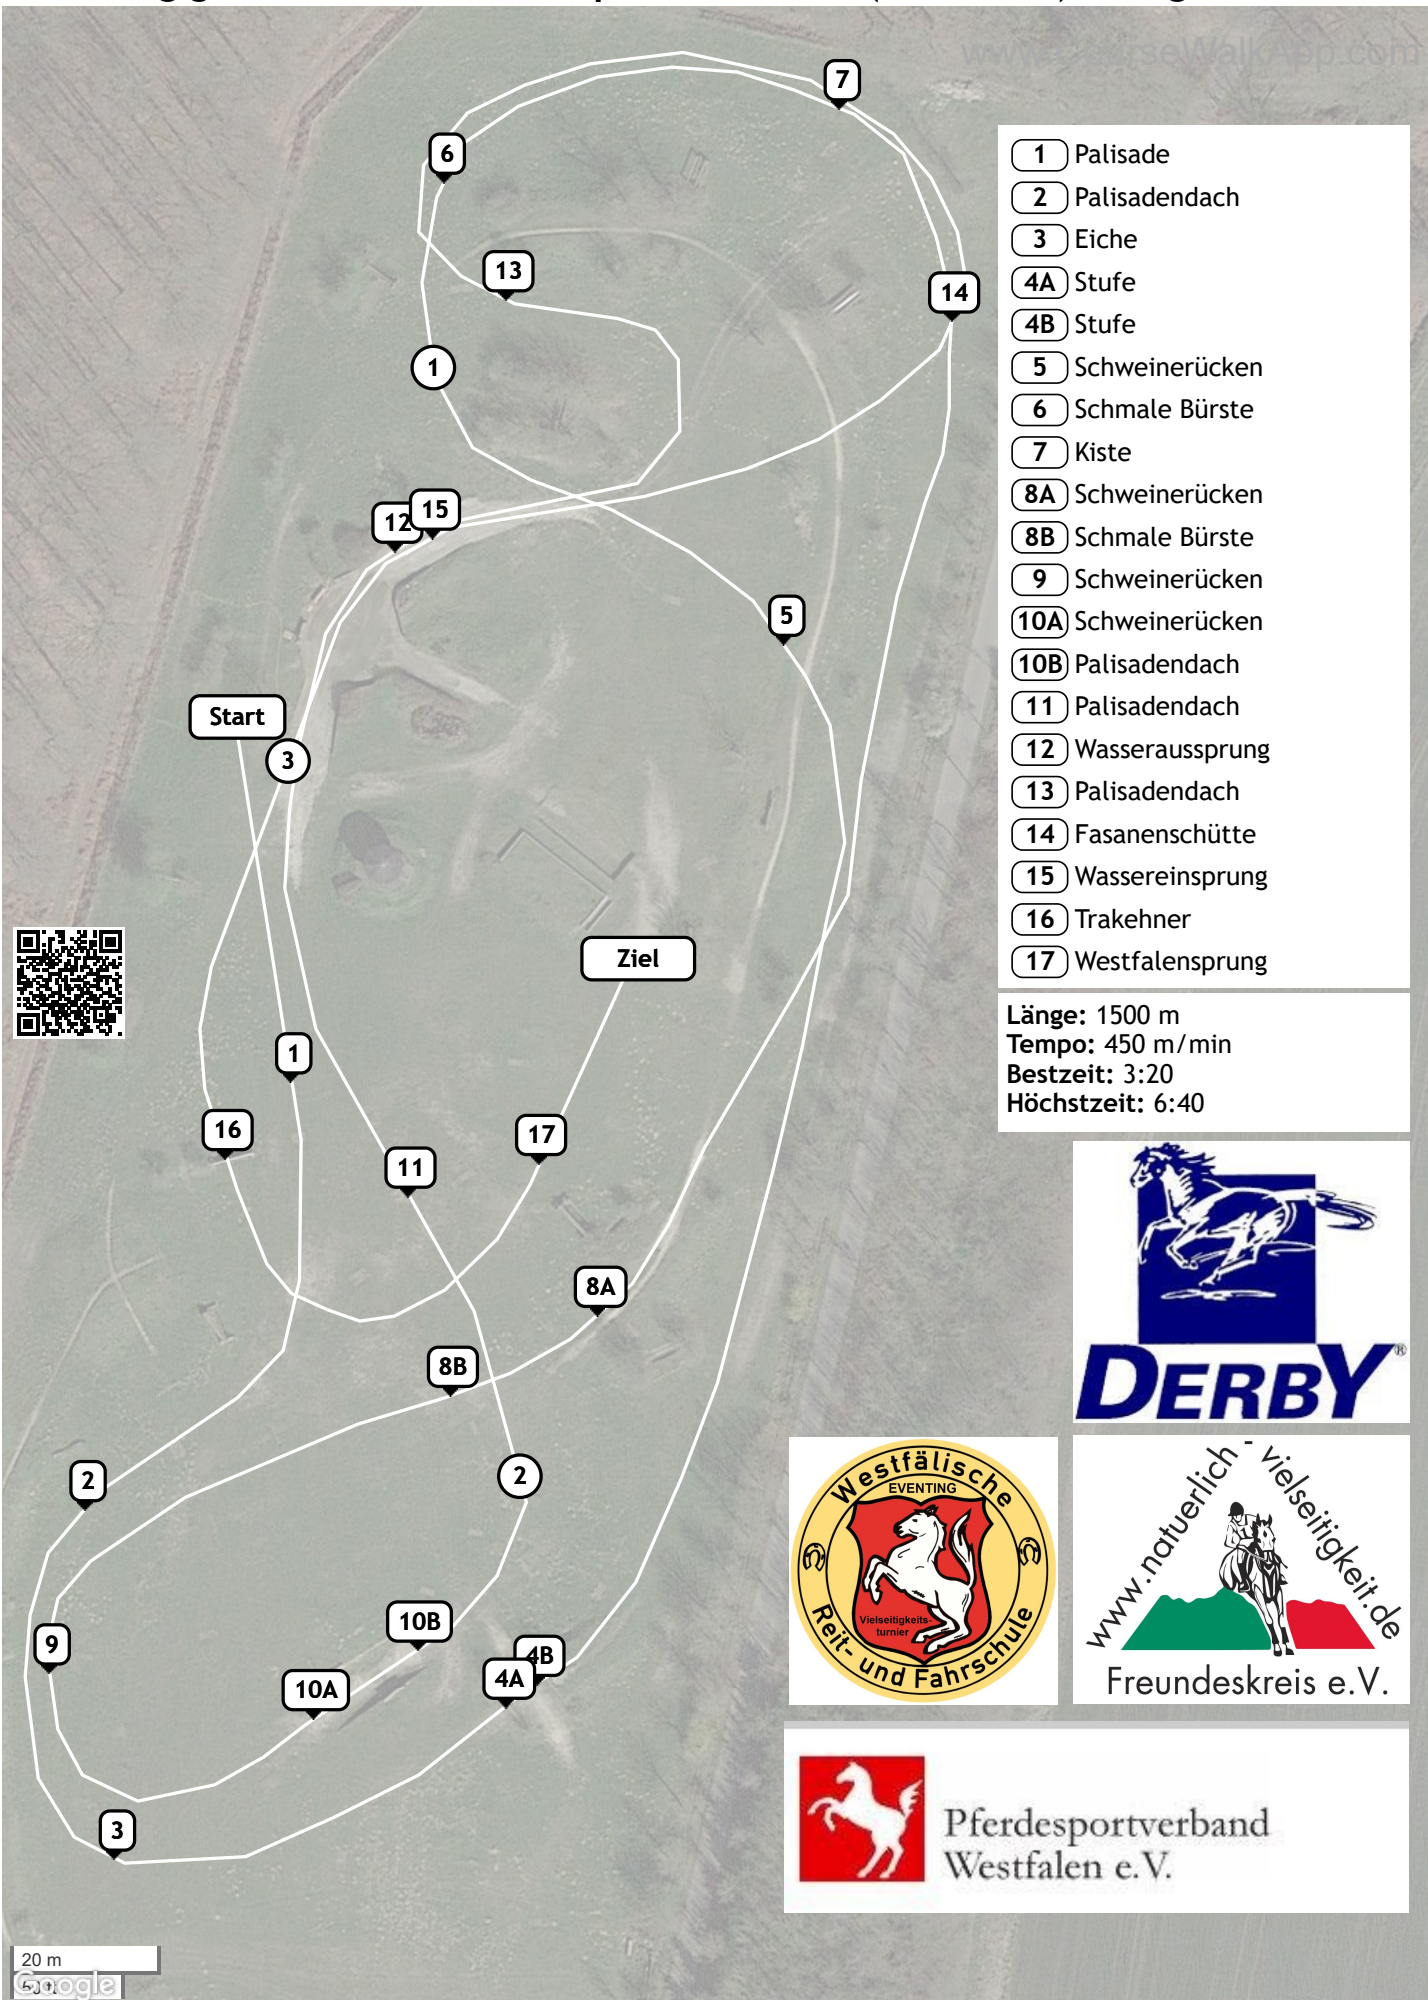 7
6
13
14
1
12
15
5
Start
3
Ziel
1
16
17
11
8A
8B
2
2
9
10B
4B
4A
10A
3
1 Palisade
2 Palisadendach
3 Eiche
4A Stufe
4B Stufe
5 Schweinerücken
6 Schmale Bürste
7 Kiste
8A Schweinerücken
8B Schmale Bürste
9 Schweinerücken
10A Schweinerücken
10B Palisadendach
11 Palisadendach
12 Wasseraussprung
13 Palisadendach
14 Fasanenschütte
15 Wassereinsprung
16 Trakehner
17 Westfalensprung
Länge: 1500 m
Tempo: 450 m/min
Bestzeit: 3:20
Höchstzeit: 6:40
DERBY®
Westfälische
EVENTING
Vielseitigkeits-
turnier
Reit- und Fahrschule
www.natuerlich-vielseitigkeit.de
Freundeskreis e.V.
Pferdesportverband
Westfalen e.V.
20 m
Google